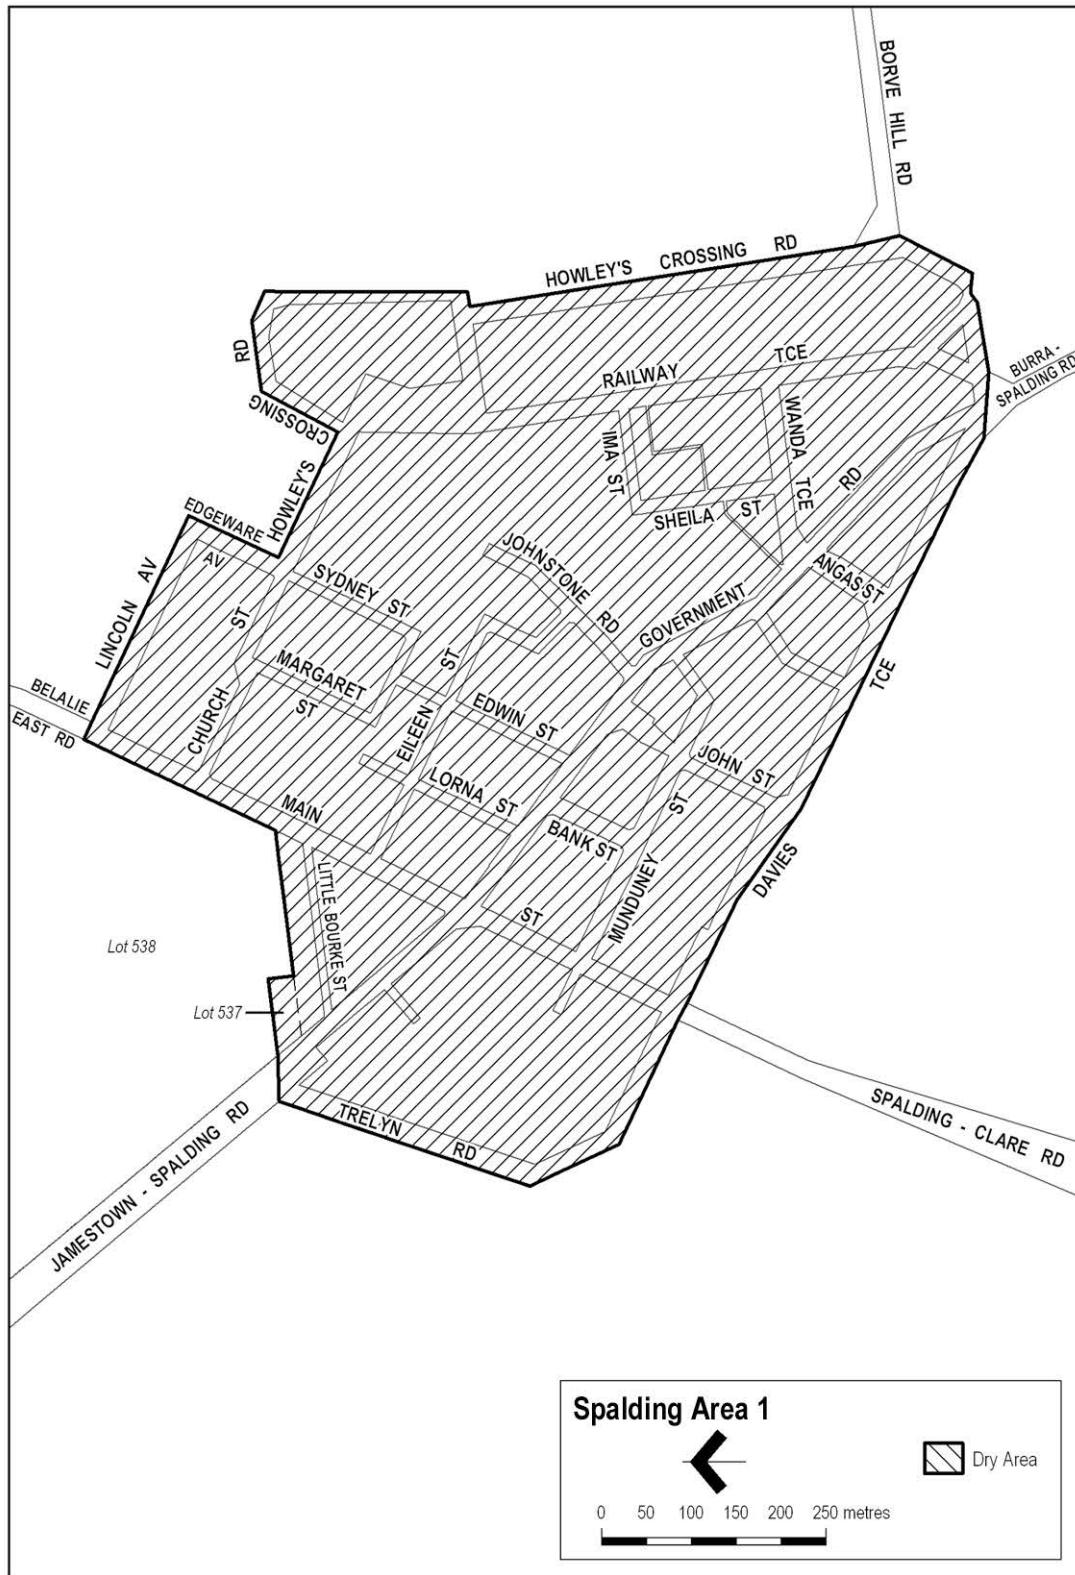 BORVE HILL RD
HOWLEY'S CROSSING RD
RD
CROSSING
HOWLEY'S
BURRA -
SPALDING RD
RAILWAY TCE
WANDA TCE
IMA ST
SHEILA ST
RD
GOVERNMENT
ANGAS ST
EDGEWARE
AV
LINCOLN AV
SYDNEY ST
JOHNSTONE RD
BELALIE
EAST RD
CHURCH ST
MARGARET
ST
EILEEN ST
EDWIN ST
LORNA ST
TCE
JOHN ST
MAIN
ST
BANK ST
MUNDUNEY ST
DAVIES
LITTLE BOURKE ST
Lot 538
Lot 537
TRELYN RD
JAMESTOWN - SPALDING RD
SPALDING - CLARE RD
Spalding Area 1
Dry Area
0 50 100 150 200 250 metres